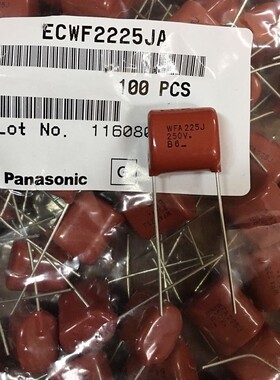 ECWF2225JA
100 PCS
Lot No. 116080
Panasonic
WFA225J
250V.
B6